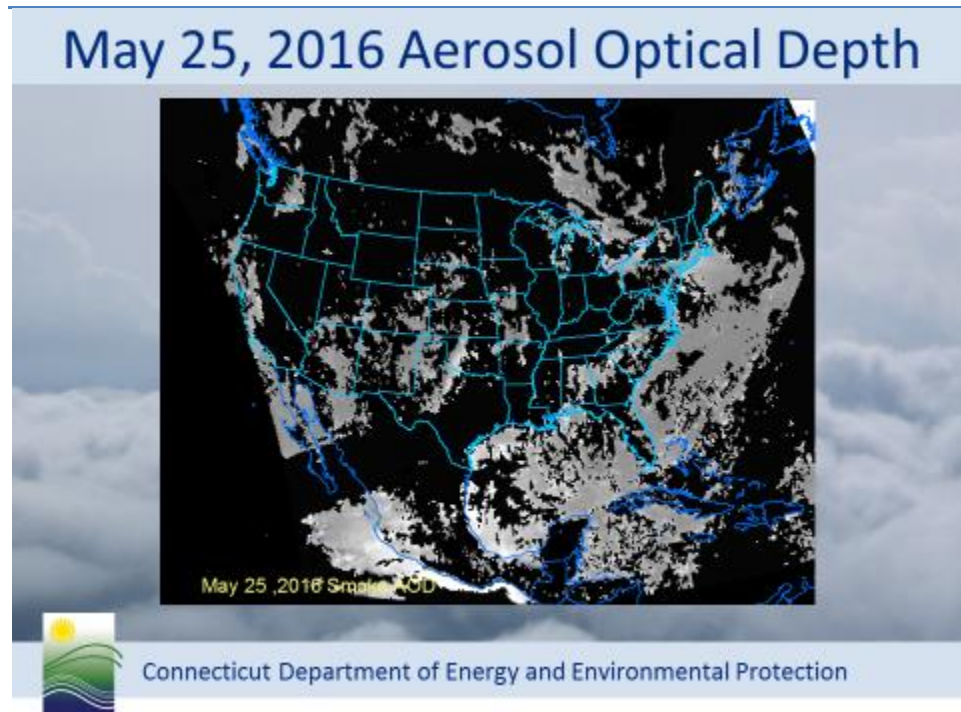 May 25, 2016 Aerosol Optical Depth
May 25 ,2016 Smoke AOD
Connecticut Department of Energy and Environmental Protection